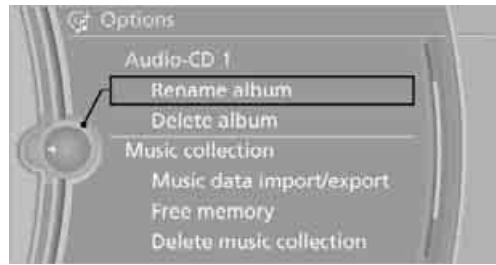 Options
Audio-CD 1
Rename album
Delete album
Music collection
Music data import/export
Free memory
Delete music collection